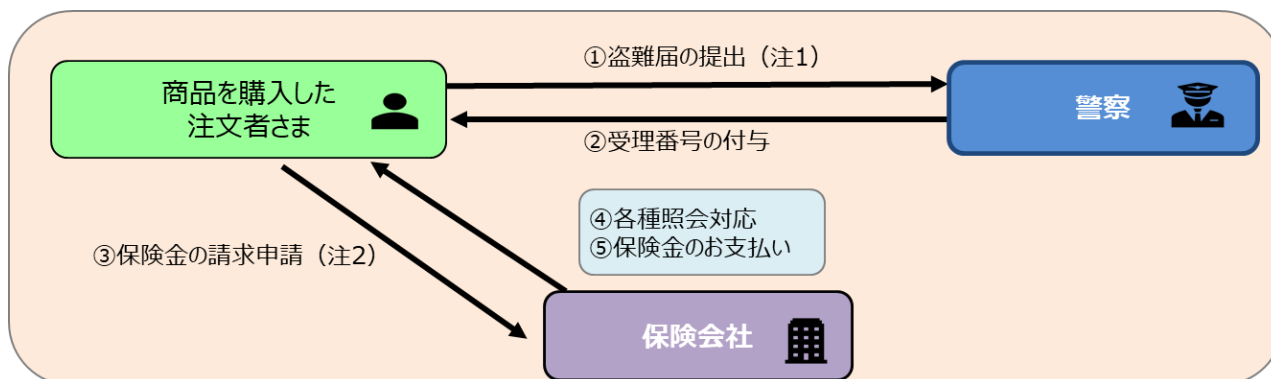 ①盗難届の提出（注1）
商品を購入した
注文者さま
警察
②受理番号の付与
④各種照会対応
⑤保険金のお支払い
③保険金の請求申請（注2）
保険会社